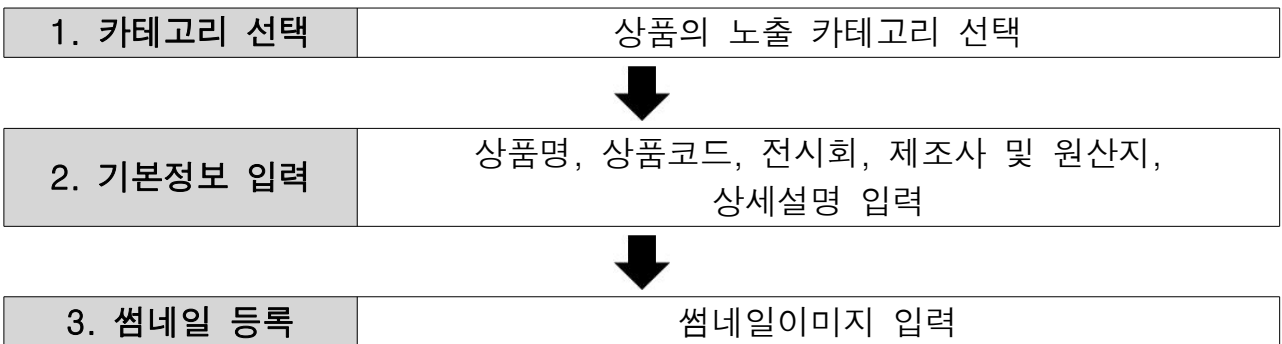 1. 카테고리 선택
상품의 노출 카테고리 선택
2. 기본정보 입력
상품명, 상품코드, 전시회, 제조사 및 원산지,
상세설명 입력
3. 썸네일 등록
썸네일이미지 입력